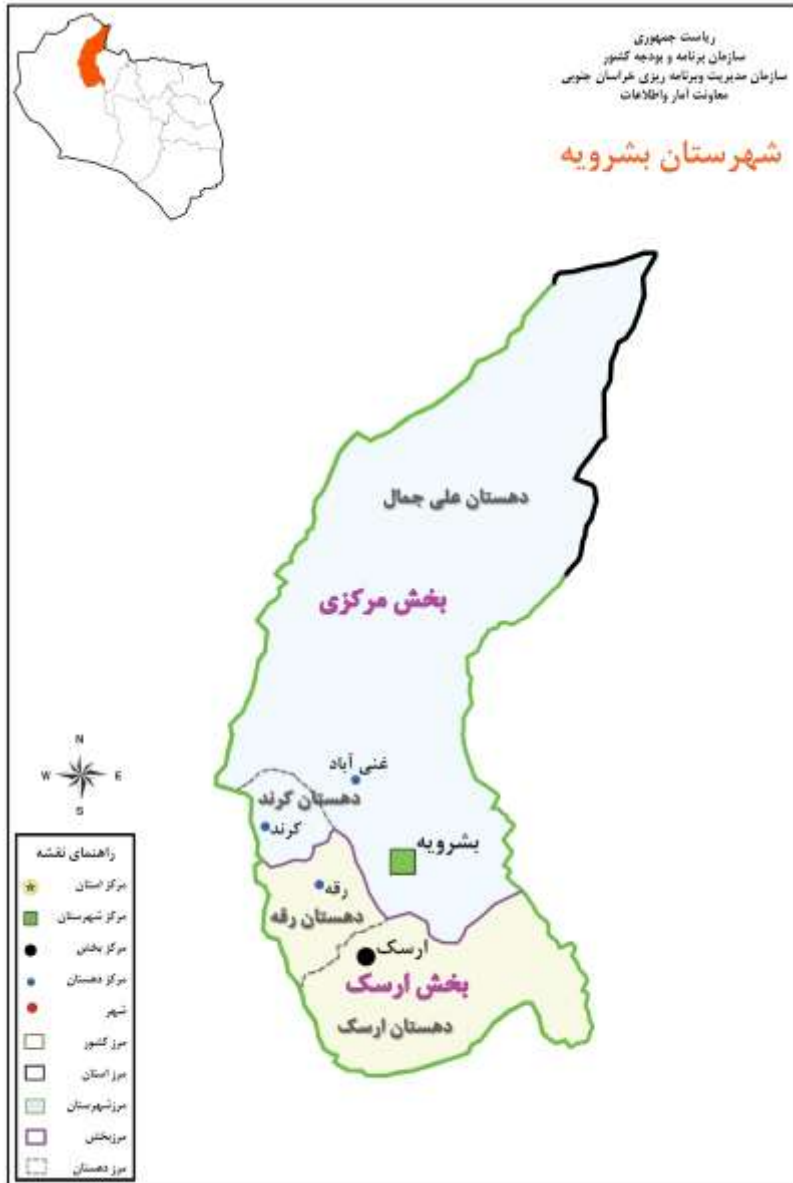 ریاست جمهوری
سازمان برنامه و بودجه کشور
سازمان مدیریت وبرنامه ریزی خراسان جنوبی
معاونت آمار واطلاعات
شهرستان بشرویه
دهستان علی جمال
بخش مرکزی
غنی آباد
دهستان کرند
کرند
بشرویه
رقه
دهستان رقه
ارسک
بخش ارسک
دهستان ارسک
N
W E
S
راهنمای نقشه
مرکز استان
مرکز شهرستان
مرکز بخش
مرکز دهستان
شهر
مرز کشور
مرز استان
مرزشهرستان
مرزبخش
مرز دهستان